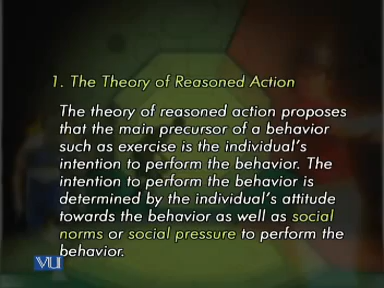 1. The Theory of Reasoned Action
The theory of reasoned action proposes
that the main precursor of a behavior
such as exercise is the individual's
intention to perform the behavior. The
intention to perform the behavior is
determined by the individual's attitude
towards the behavior as well as social
norms or social pressure to perform the
behavior.
VU